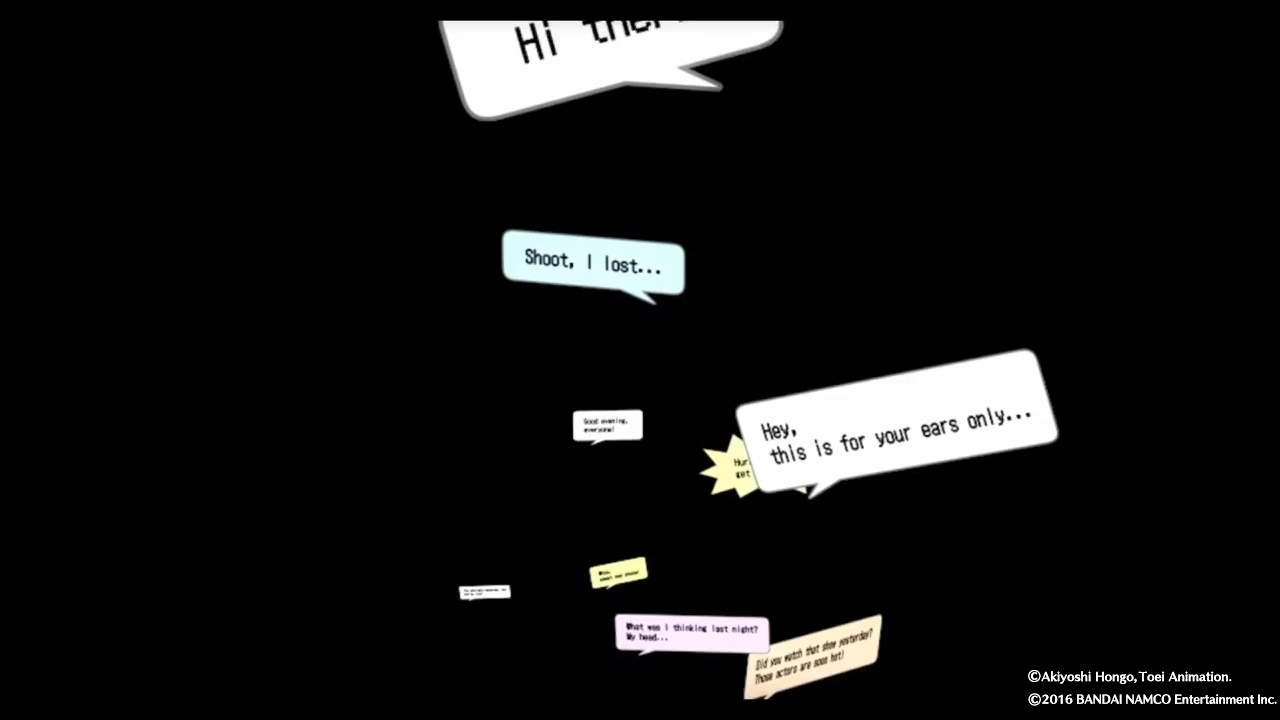 Hi
Shoot, I lost...
Hey,
this is for your ears only...
Good evening,
everyone!
get
What was I thinking last night?
My head...
Did you watch that show yesterday?
Those actors are sooo hot!
©Akiyoshi Hongo, Toei Animation.
©2016 BANDAI NAMCO Entertainment Inc.